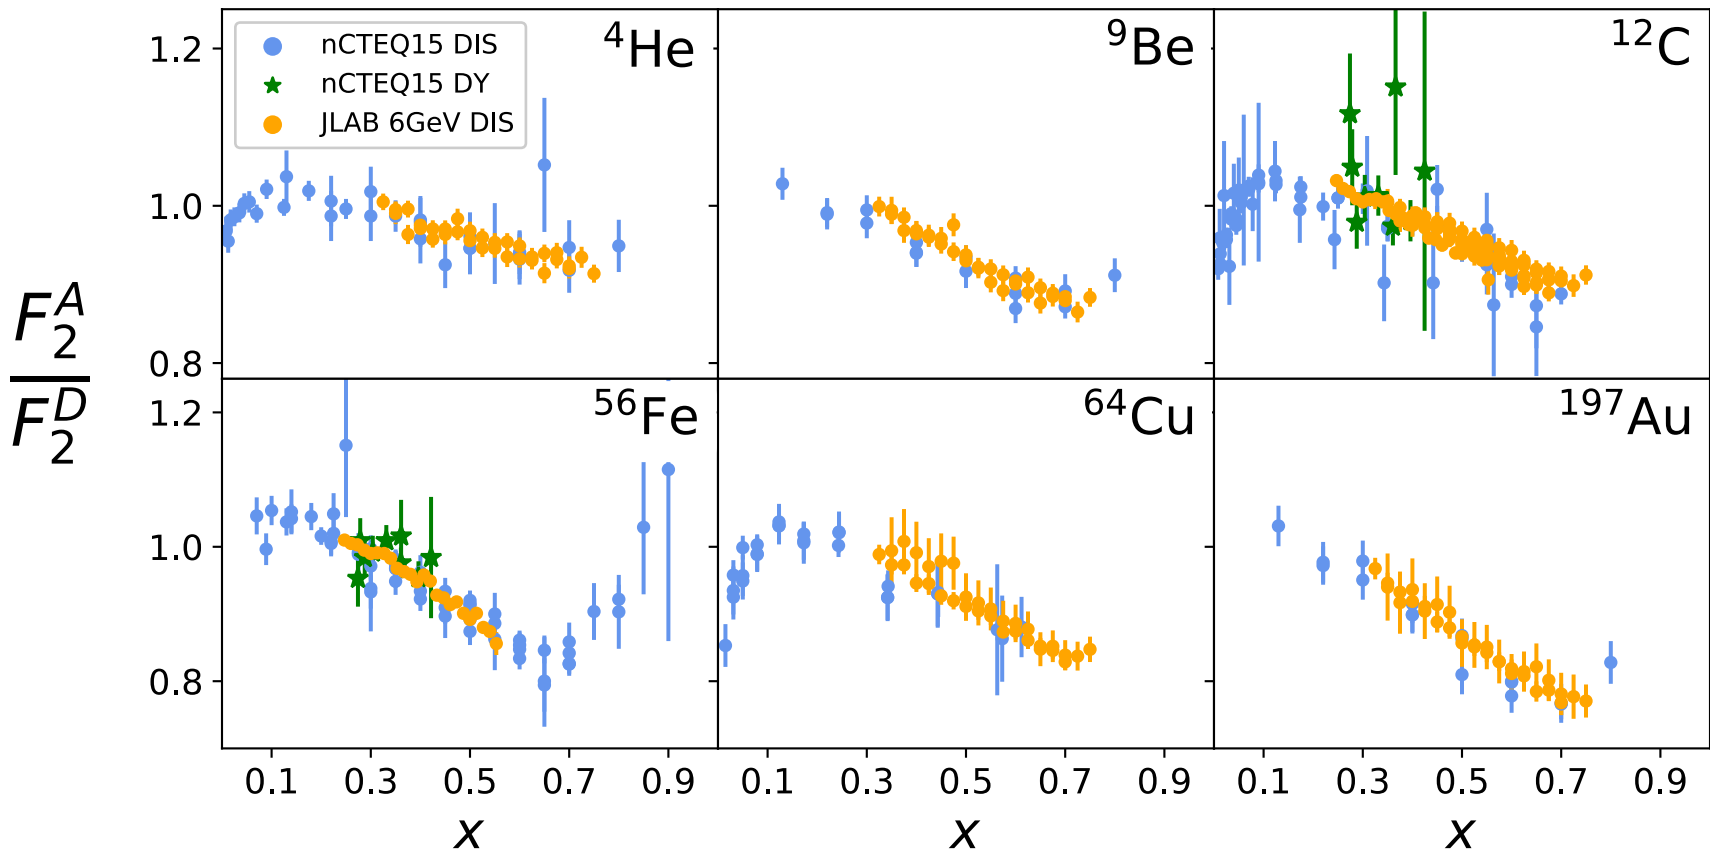 nCTEQ15 DIS
nCTEQ15 DY
JLAB 6GeV DIS
⁴He
⁹Be
¹²C
1.2
1.0
0.8
F₂ᴬ
F₂ᴰ
⁵⁶Fe
⁶⁴Cu
¹⁹⁷Au
1.2
1.0
0.8
0.1 0.3 0.5 0.7 0.9
0.1 0.3 0.5 0.7 0.9
0.1 0.3 0.5 0.7 0.9
x
x
x